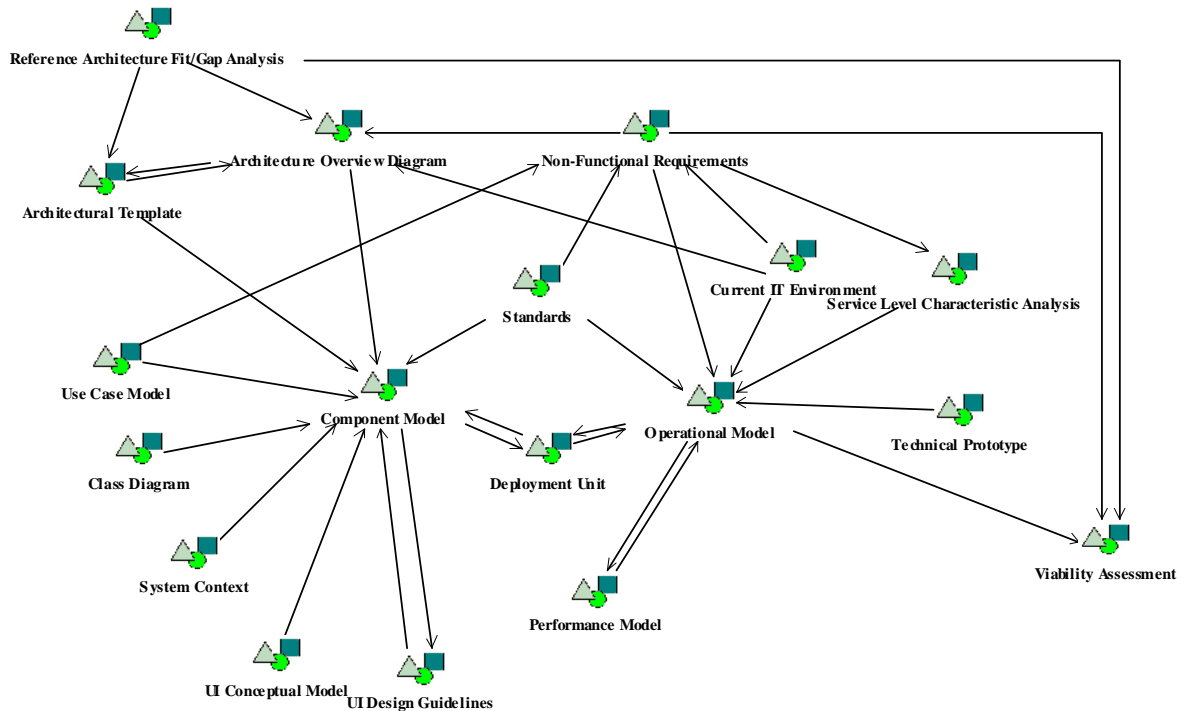 Reference Architecture Fit/Gap Analysis
Architecture Overview Diagram
Non-Functional Requirements
Architectural Template
Current IT Environment
Service Level Characteristic Analysis
Standards
Use Case Model
Component Model
Operational Model
Technical Prototype
Class Diagram
Deployment Unit
System Context
Viability Assessment
Performance Model
UI Conceptual Model
UI Design Guidelines